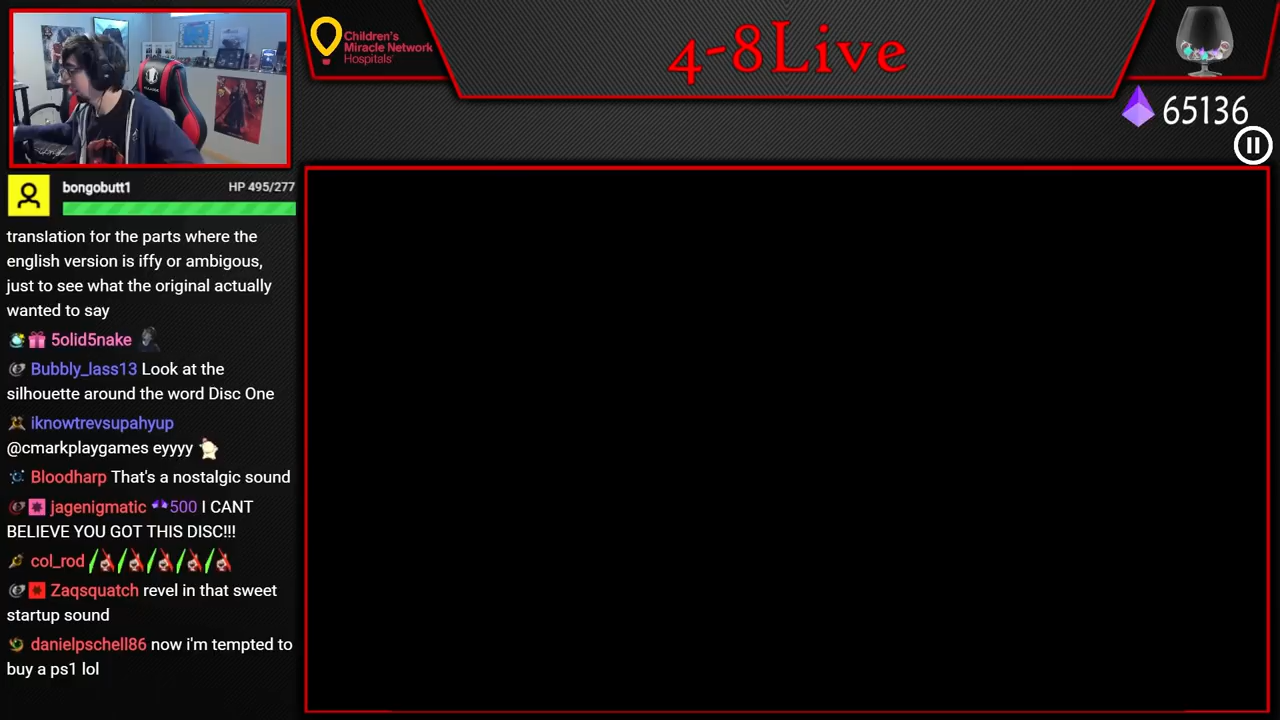 Children's
Miracle Network
Hospitals
4-8Live
65136
bongobutt1
HP 495/277
translation for the parts where the
english version is iffy or ambigous,
just to see what the original actually
wanted to say
5olid5nake
Bubbly_lass13 Look at the
silhouette around the word Disc One
iknowtrevsupahyup
@cmarkplaygames eyyyy
Bloodharp That's a nostalgic sound
jagenigmatic 500 I CANT
BELIEVE YOU GOT THIS DISC!!!
col_rod
Zaqsquatch revel in that sweet
startup sound
danielpschell86 now i'm tempted to
buy a ps1 lol